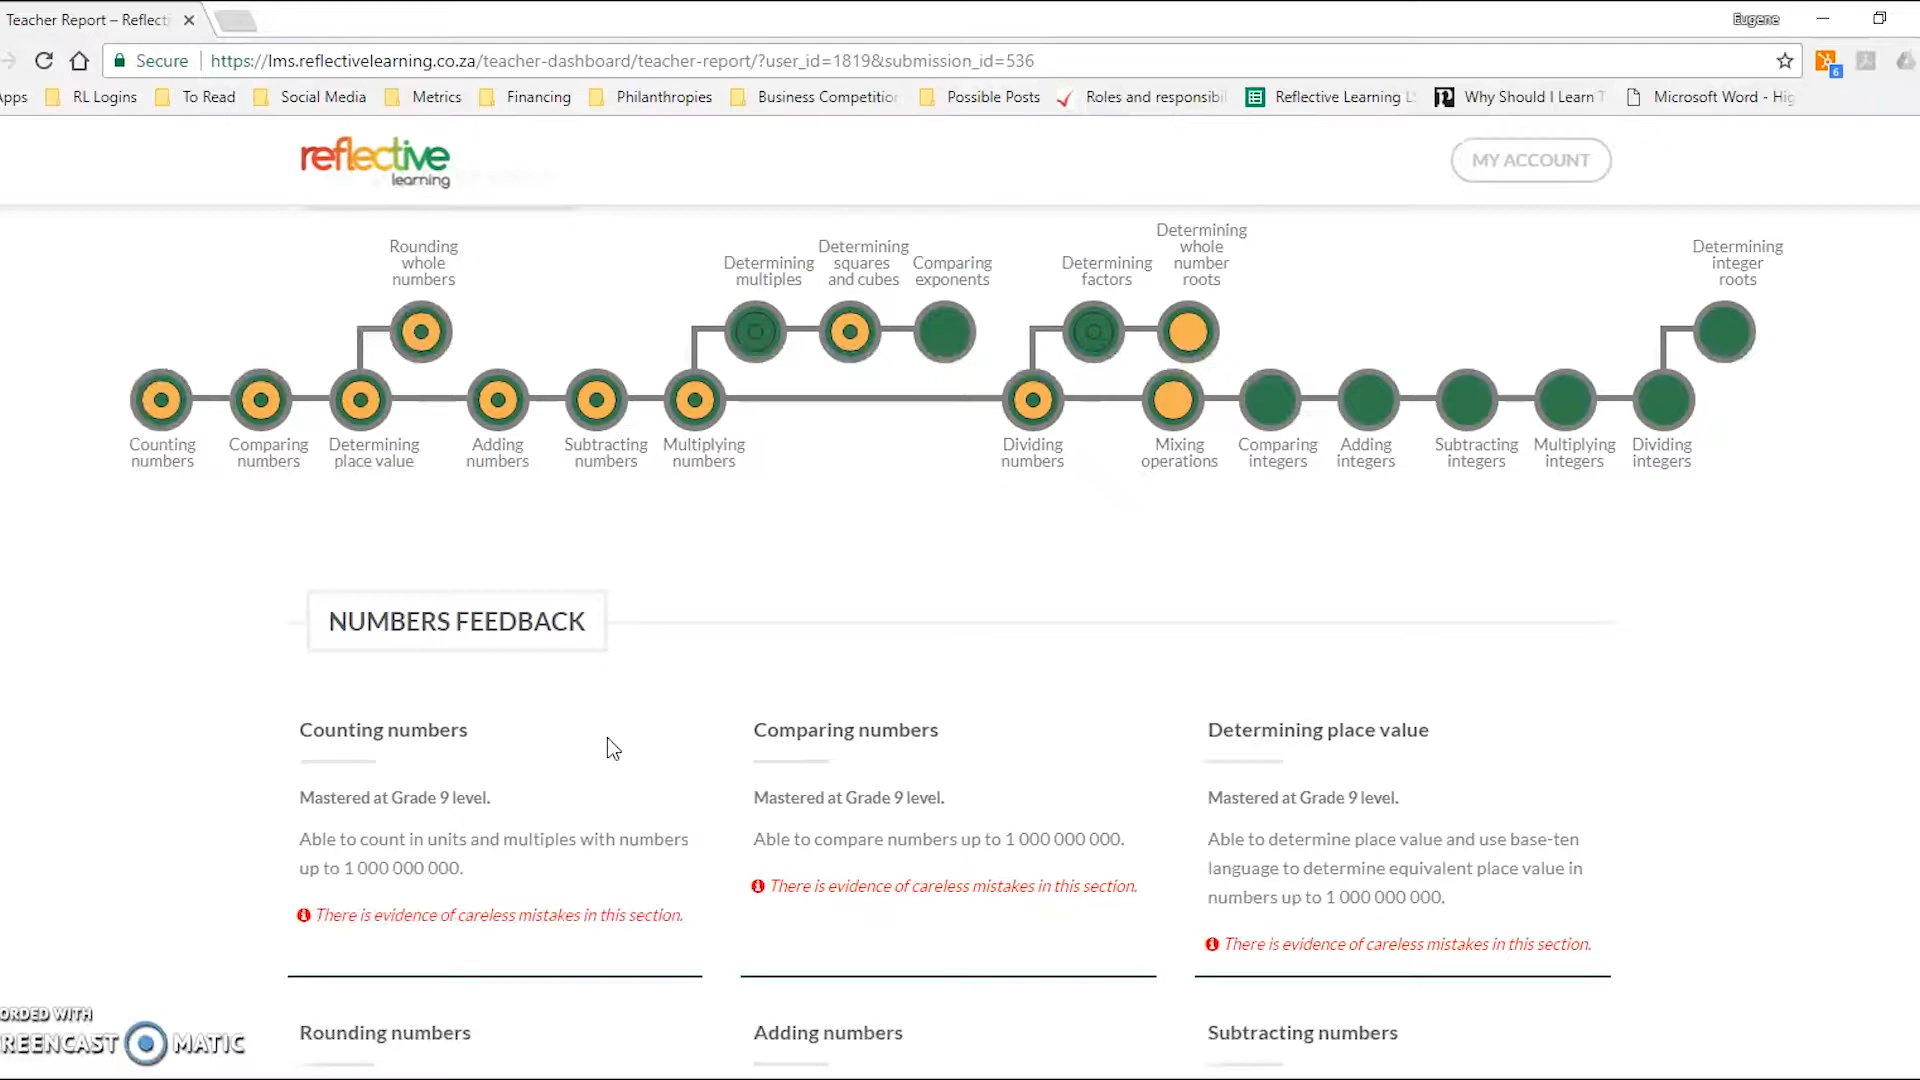 Teacher Report – Reflecti
Eugene
Secure
https://lms.reflectivelearning.co.za/teacher-dashboard/teacher-report/?user_id=1819&submission_id=536
6
RL Logins
To Read
Social Media
Metrics
Financing
Philanthropies
Business Competitio
Possible Posts
Roles and responsibil
Reflective Learning
Why Should I Learn T
Microsoft Word - Hig
reflective
learning
MY ACCOUNT
Rounding
whole
numbers
Determining
multiples
Determining
squares
and cubes
Comparing
exponents
Determining
factors
Determining
whole
number
roots
Determining
integer
roots
Counting
numbers
Comparing
numbers
Determining
place value
Adding
numbers
Subtracting
numbers
Multiplying
numbers
Dividing
numbers
Mixing
operations
Comparing
integers
Adding
integers
Subtracting
integers
Multiplying
integers
Dividing
integers
NUMBERS FEEDBACK
Counting numbers
Mastered at Grade 9 level.
Able to count in units and multiples with numbers
up to 1 000 000 000.
There is evidence of careless mistakes in this section.
Comparing numbers
Mastered at Grade 9 level.
Able to compare numbers up to 1 000 000 000.
There is evidence of careless mistakes in this section.
Determining place value
Mastered at Grade 9 level.
Able to determine place value and use base-ten
language to determine equivalent place value in
numbers up to 1 000 000 000.
There is evidence of careless mistakes in this section.
Rounding numbers
Adding numbers
Subtracting numbers
ORDED WITH
REENCAST MATIC